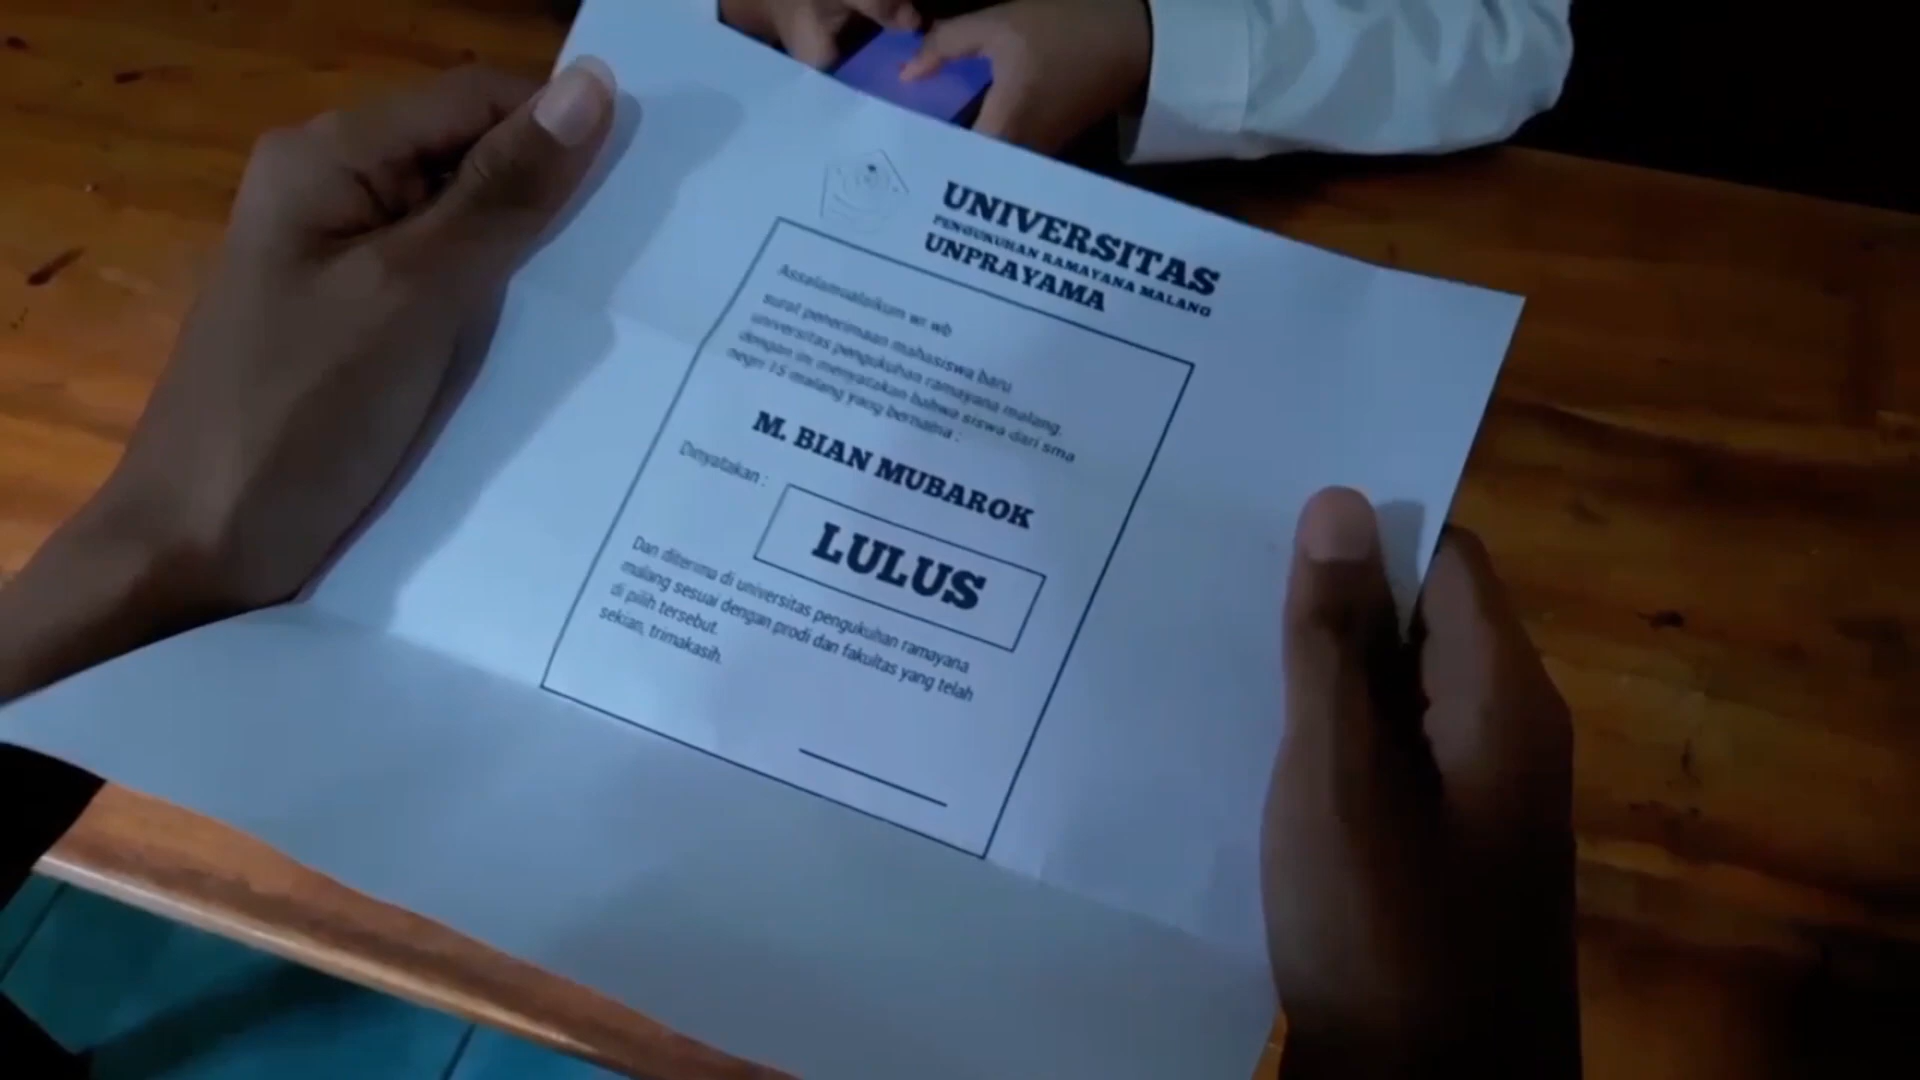 UNIVERSITAS
PENGUKUHAN RAMAYANA MALANG
UNPRAYAMA
Assalamualaikum wr wb
surat penerimaan mahasiswa baru
universitas pengukuhan ramayana malang.
dengan ini menyatakan bahwa siswa dari sma
negri 15 malang yang bernama :
M. BIAN MUBAROK
Dinyatakan :
LULUS
Dan diterima di universitas pengukuhan ramayana
malang sesuai dengan prodi dan fakultas yang telah
di pilih tersebut.
sekian, trimakasih.